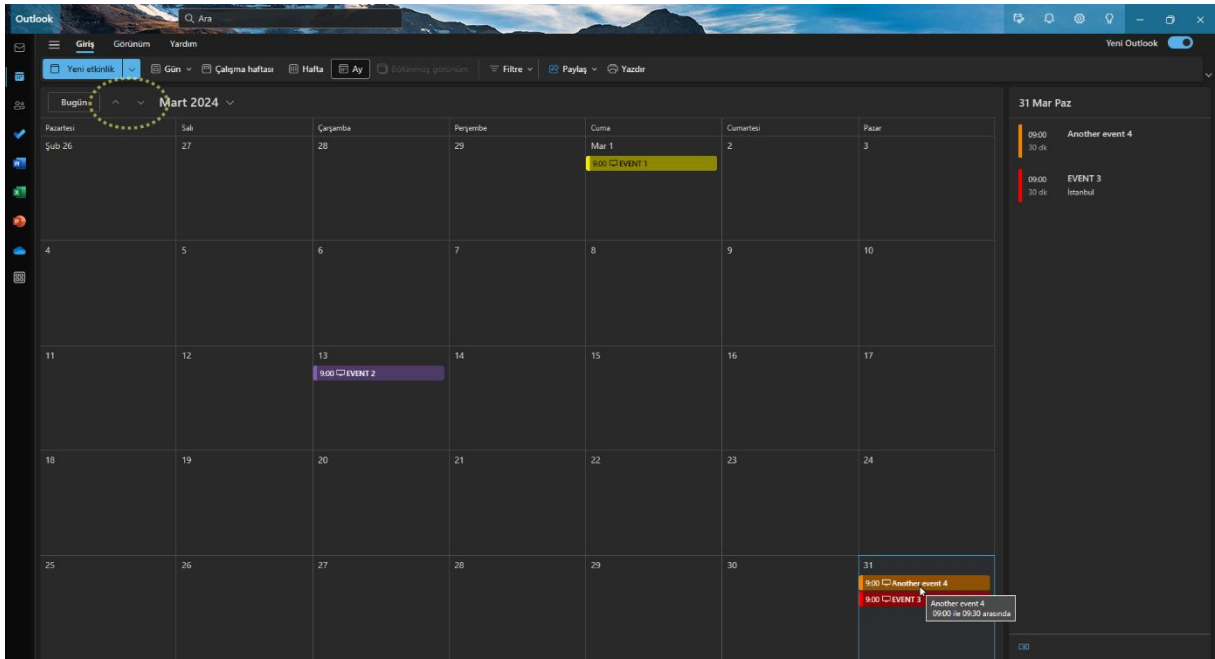 Outlook
Ara
Giriş Görünüm Yardım
Yeni Outlook
Yeni etkinlik Gün Çalışma haftası Hafta Ay Bölünmüş görünüm Filtre Paylaş Yazdır
Bugün Mart 2024
31 Mar Paz
Pazartesi Salı Çarşamba Perşembe Cuma Cumartesi Pazar
Şub 26 27 28 29 Mar 1 2 3
9:00 EVENT 1
09:00 Another event 4
30 dk
09:00 EVENT 3
30 dk İstanbul
4 5 6 7 8 9 10
11 12 13 14 15 16 17
9:00 EVENT 2
18 19 20 21 22 23 24
25 26 27 28 29 30 31
9:00 Another event 4
9:00 EVENT 3
Another event 4
09:00 ile 09:30 arasında